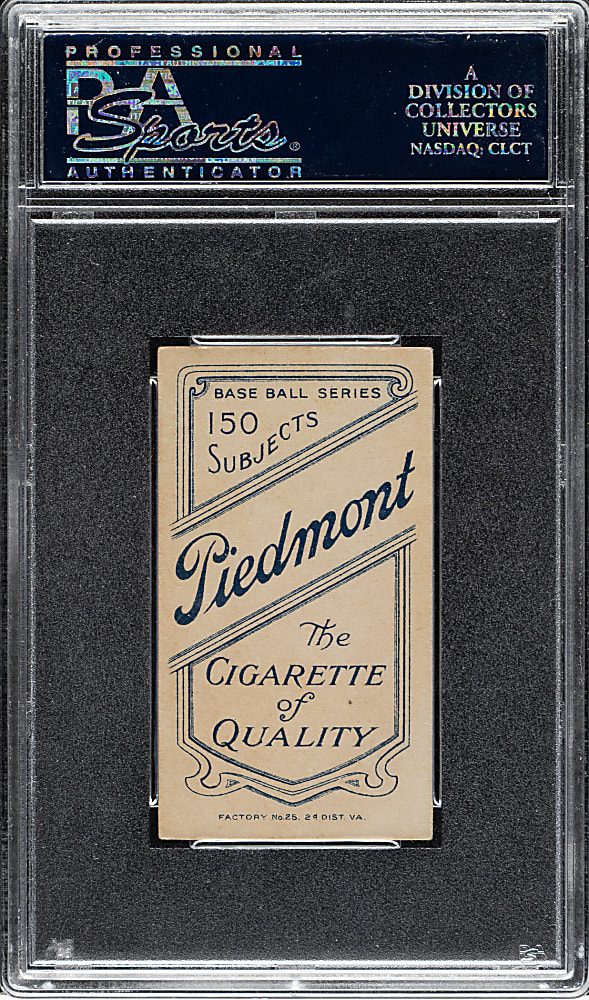 PROFESSIONAL
PSA
Sports®
AUTHENTICATOR
A
DIVISION OF
COLLECTORS
UNIVERSE
NASDAQ: CLCT
BASE BALL SERIES
150
SUBJECTS
Piedmont
The
CIGARETTE
of
QUALITY
FACTORY No. 25. 2d DIST. VA.
PSA